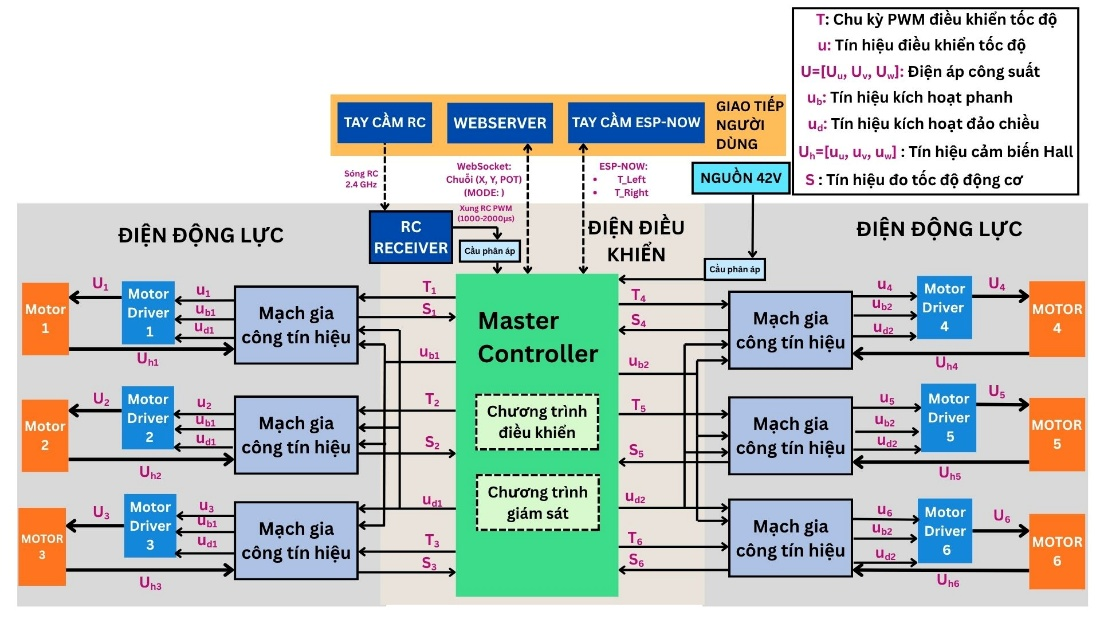 T: Chu kỳ PWM điều khiển tốc độ
u: Tín hiệu điều khiển tốc độ
U=[Uu, Uv, Uw]: Điện áp công suất
ub: Tín hiệu kích hoạt phanh
ud: Tín hiệu kích hoạt đảo chiều
Uh=[uu, uv, uw] : Tín hiệu cảm biến Hall
S : Tín hiệu đo tốc độ động cơ
TAY CẦM RC
WEBSERVER
TAY CẦM ESP-NOW
GIAO TIẾP
NGƯỜI
DÙNG
Sóng RC
2.4 GHz
WebSocket:
Chuỗi (X, Y, POT)
(MODE: )
Xung RC PWM
(1000-2000µs)
ESP-NOW:
• T_Left
• T_Right
NGUỒN 42V
RC
RECEIVER
Cầu phân áp
Cầu phân áp
ĐIỆN ĐỘNG LỰC
ĐIỆN ĐIỀU
KHIỂN
ĐIỆN ĐỘNG LỰC
Motor
1
U1
Motor
Driver
1
u1
ub1
ud1
Uh1
Mạch gia
công tín hiệu
T1
S1
ub1
Motor
2
U2
Motor
Driver
2
u2
ub1
ud1
Uh2
Mạch gia
công tín hiệu
T2
S2
ud1
MOTOR
3
U3
Motor
Driver
3
u3
ub1
ud1
Uh3
Mạch gia
công tín hiệu
T3
S3
Master
Controller
Chương trình
điều khiển
Chương trình
giám sát
T4
S4
ub2
Mạch gia
công tín hiệu
u4
ub2
ud2
Motor
Driver
4
U4
Uh4
MOTOR
4
T5
S5
ud2
Mạch gia
công tín hiệu
u5
ub2
ud2
Motor
Driver
5
U5
Uh5
MOTOR
5
T6
S6
Mạch gia
công tín hiệu
u6
ub2
ud2
Motor
Driver
6
U6
Uh6
MOTOR
6